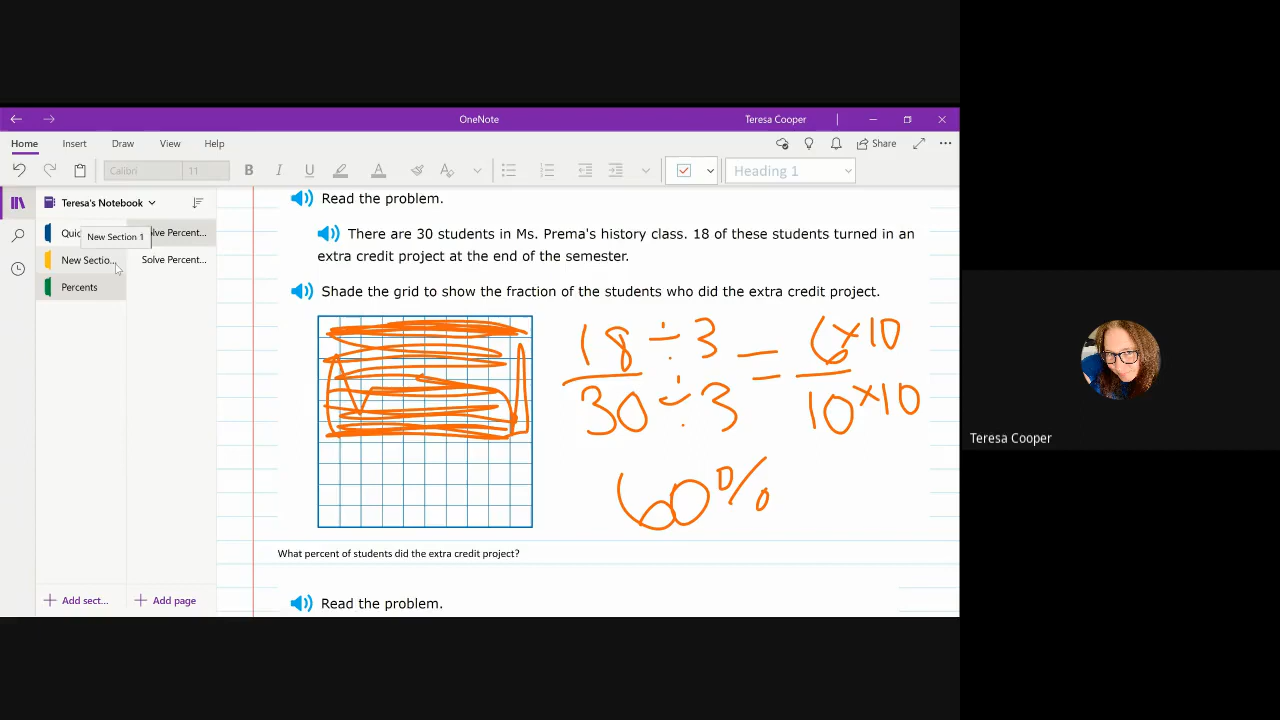 OneNote
Teresa Cooper
Home Insert Draw View Help
Share
Calibri 11 B I U A Heading 1
Teresa's Notebook
Quic
New Section 1
lve Percent...
New Sectio...
Solve Percent...
Percents
Add sect...
Add page
Read the problem.
There are 30 students in Ms. Prema's history class. 18 of these students turned in an
extra credit project at the end of the semester.
Shade the grid to show the fraction of the students who did the extra credit project.
18 ÷ 3 = 6 x 10
30 ÷ 3 10 x 10
60%
What percent of students did the extra credit project?
Read the problem.
Teresa Cooper